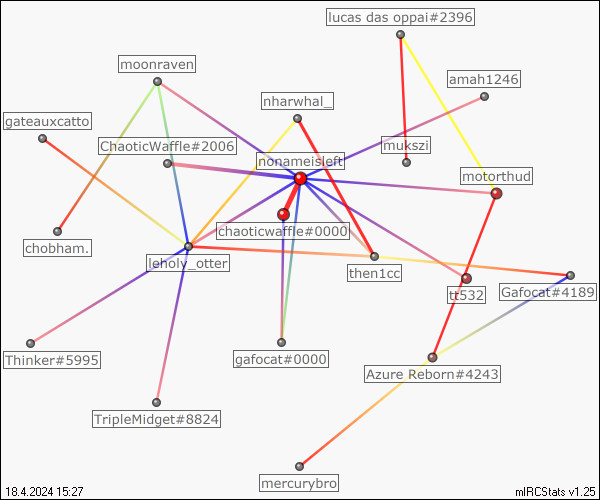 lucas das oppai#2396
moonraven
amah1246
nharwhal_
gateauxcatto
ChaoticWaffle#2006
mukszi
nonameisleft
motorthud
chaoticwaffle#0000
chobham.
leholy_otter
then1cc
tt532
Gafocat#4189
Thinker#5995
gafocat#0000
Azure Reborn#4243
TripleMidget#8824
mercurybro
18.4.2024 15:27
mIRCStats v1.25